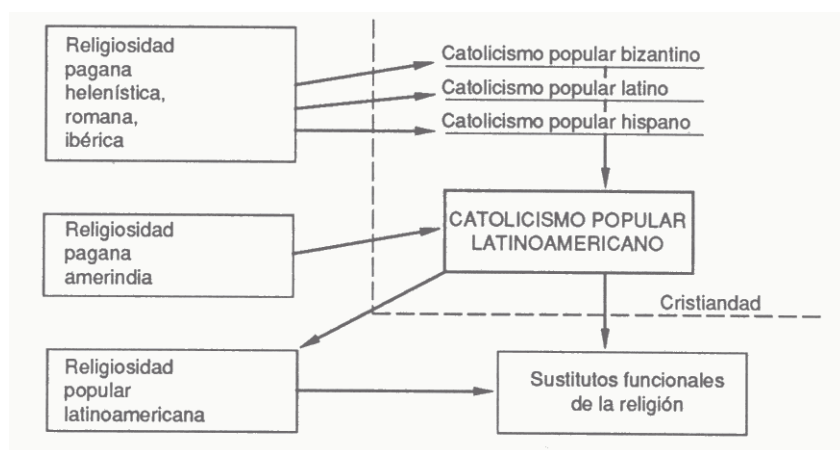 Religiosidad
pagana
helenística,
romana,
ibérica
Catolicismo popular bizantino
Catolicismo popular latino
Catolicismo popular hispano
Religiosidad
pagana
amerindia
CATOLICISMO POPULAR
LATINOAMERICANO
Cristiandad
Religiosidad
popular
latinoamericana
Sustitutos funcionales
de la religión